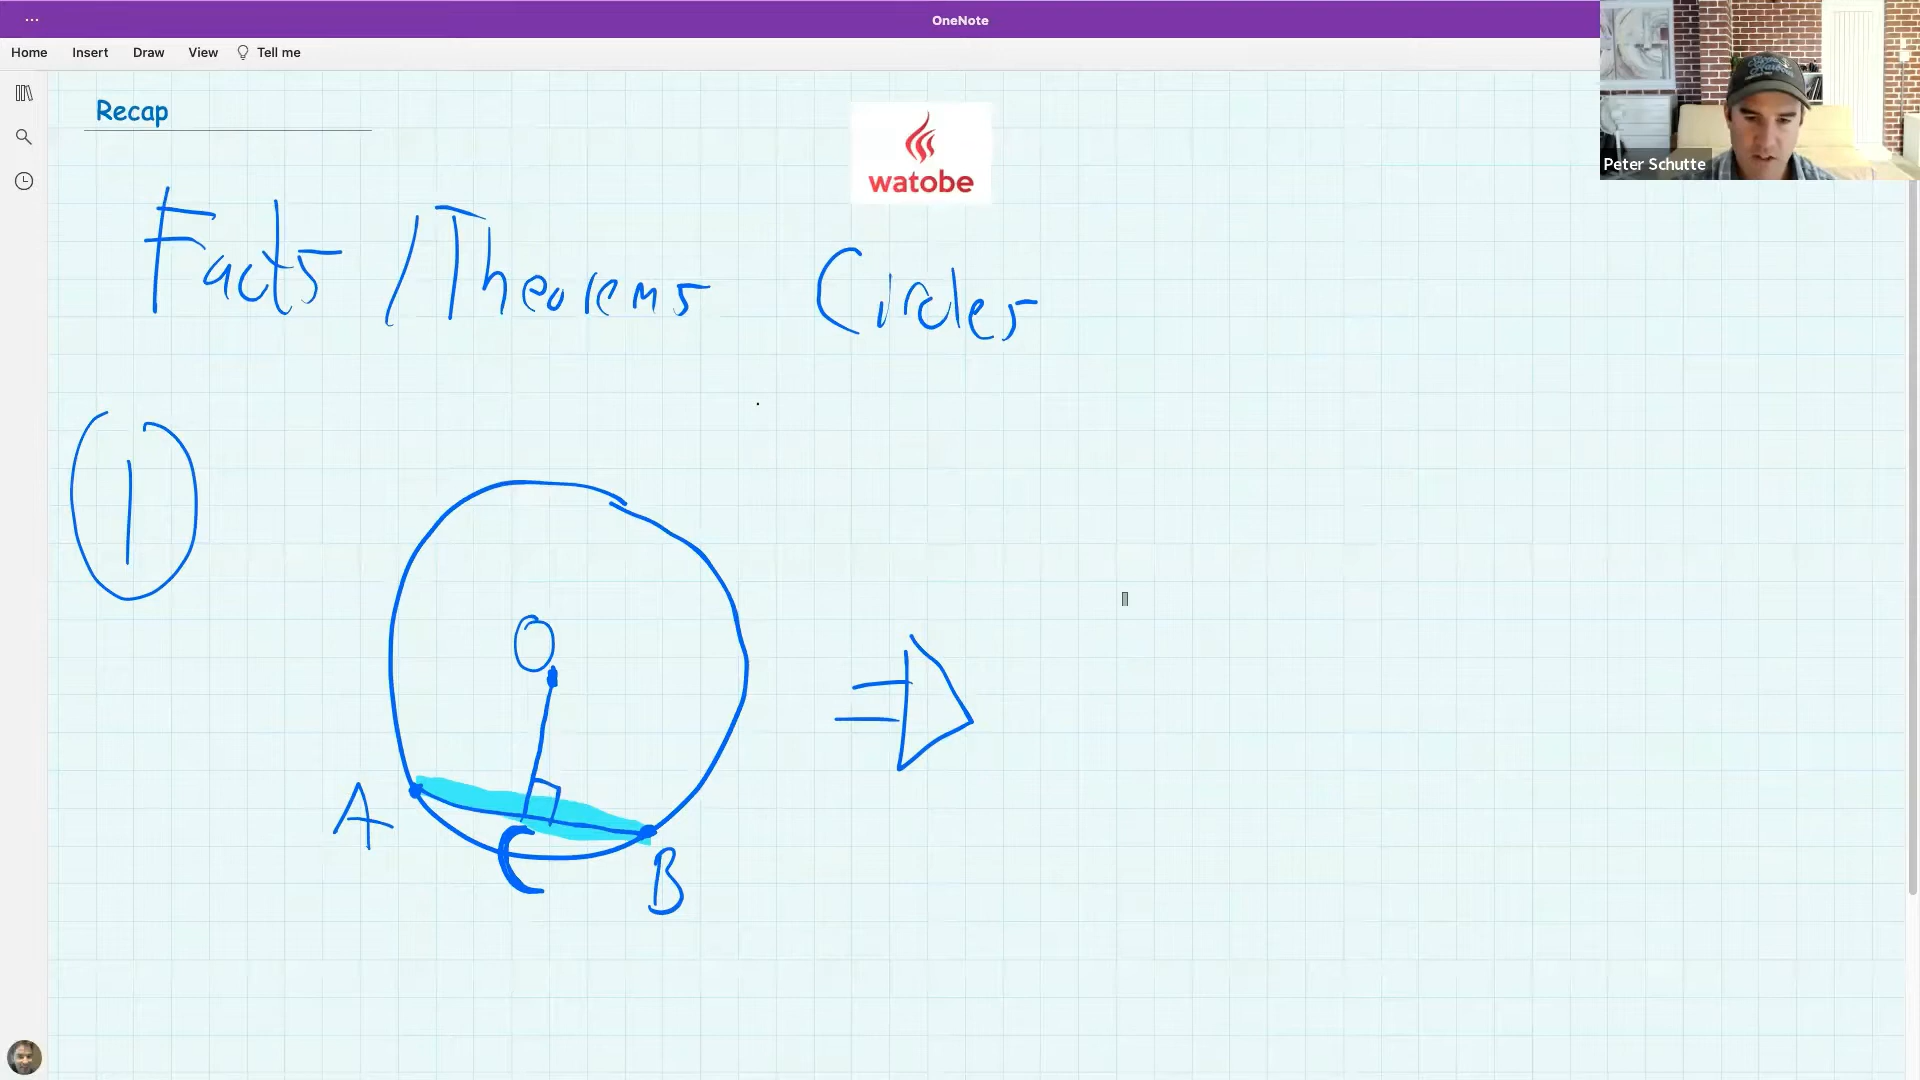 OneNote
Home Insert Draw View Tell me
Recap
watobe
Peter Schutte
Facts / Theorems Circles
1
O
A
C
B